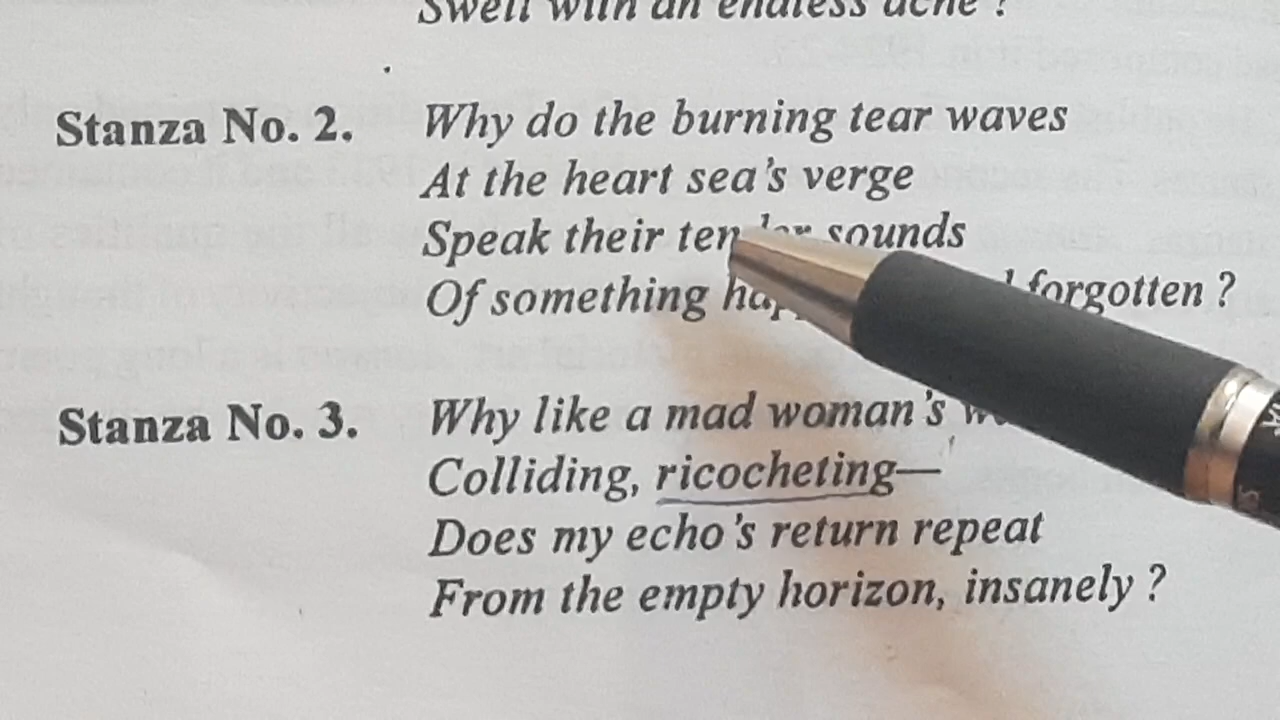 Swell with an endless ache ?
Stanza No. 2. Why do the burning tear waves
At the heart sea's verge
Speak their tender sounds
Of something forgotten ?
Stanza No. 3. Why like a mad woman's
Colliding, ricocheting—
Does my echo's return repeat
From the empty horizon, insanely ?